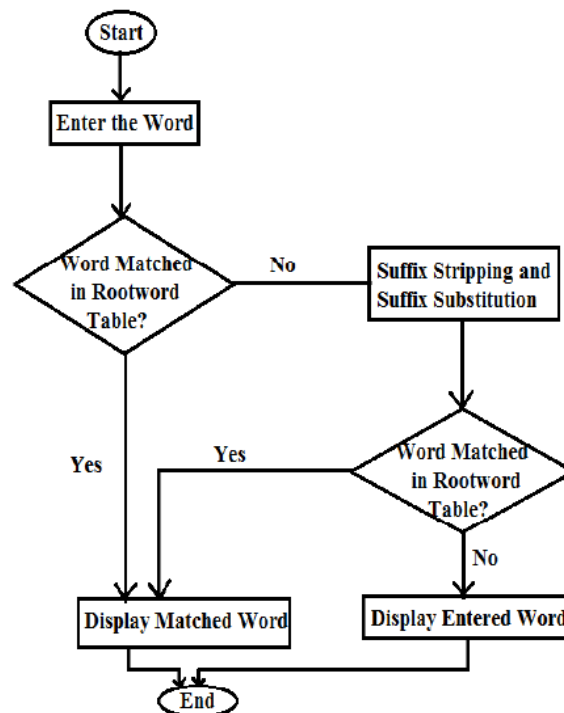 Start
Enter the Word
Word Matched
in Rootword
Table?
No
Suffix Stripping and
Suffix Substitution
Yes
Yes
Word Matched
in Rootword
Table?
No
Display Matched Word
Display Entered Word
End